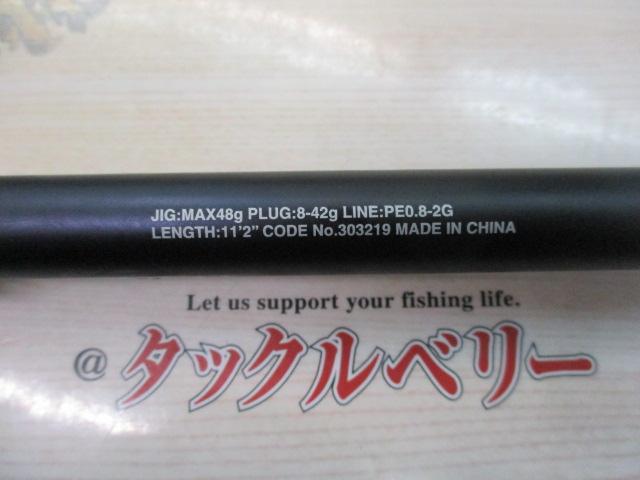 JIG:MAX48g PLUG:8-42g LINE:PE0.8-2G
LENGTH:11'2" CODE No.303219 MADE IN CHINA
Let us support your fishing life.
@タックルベリー